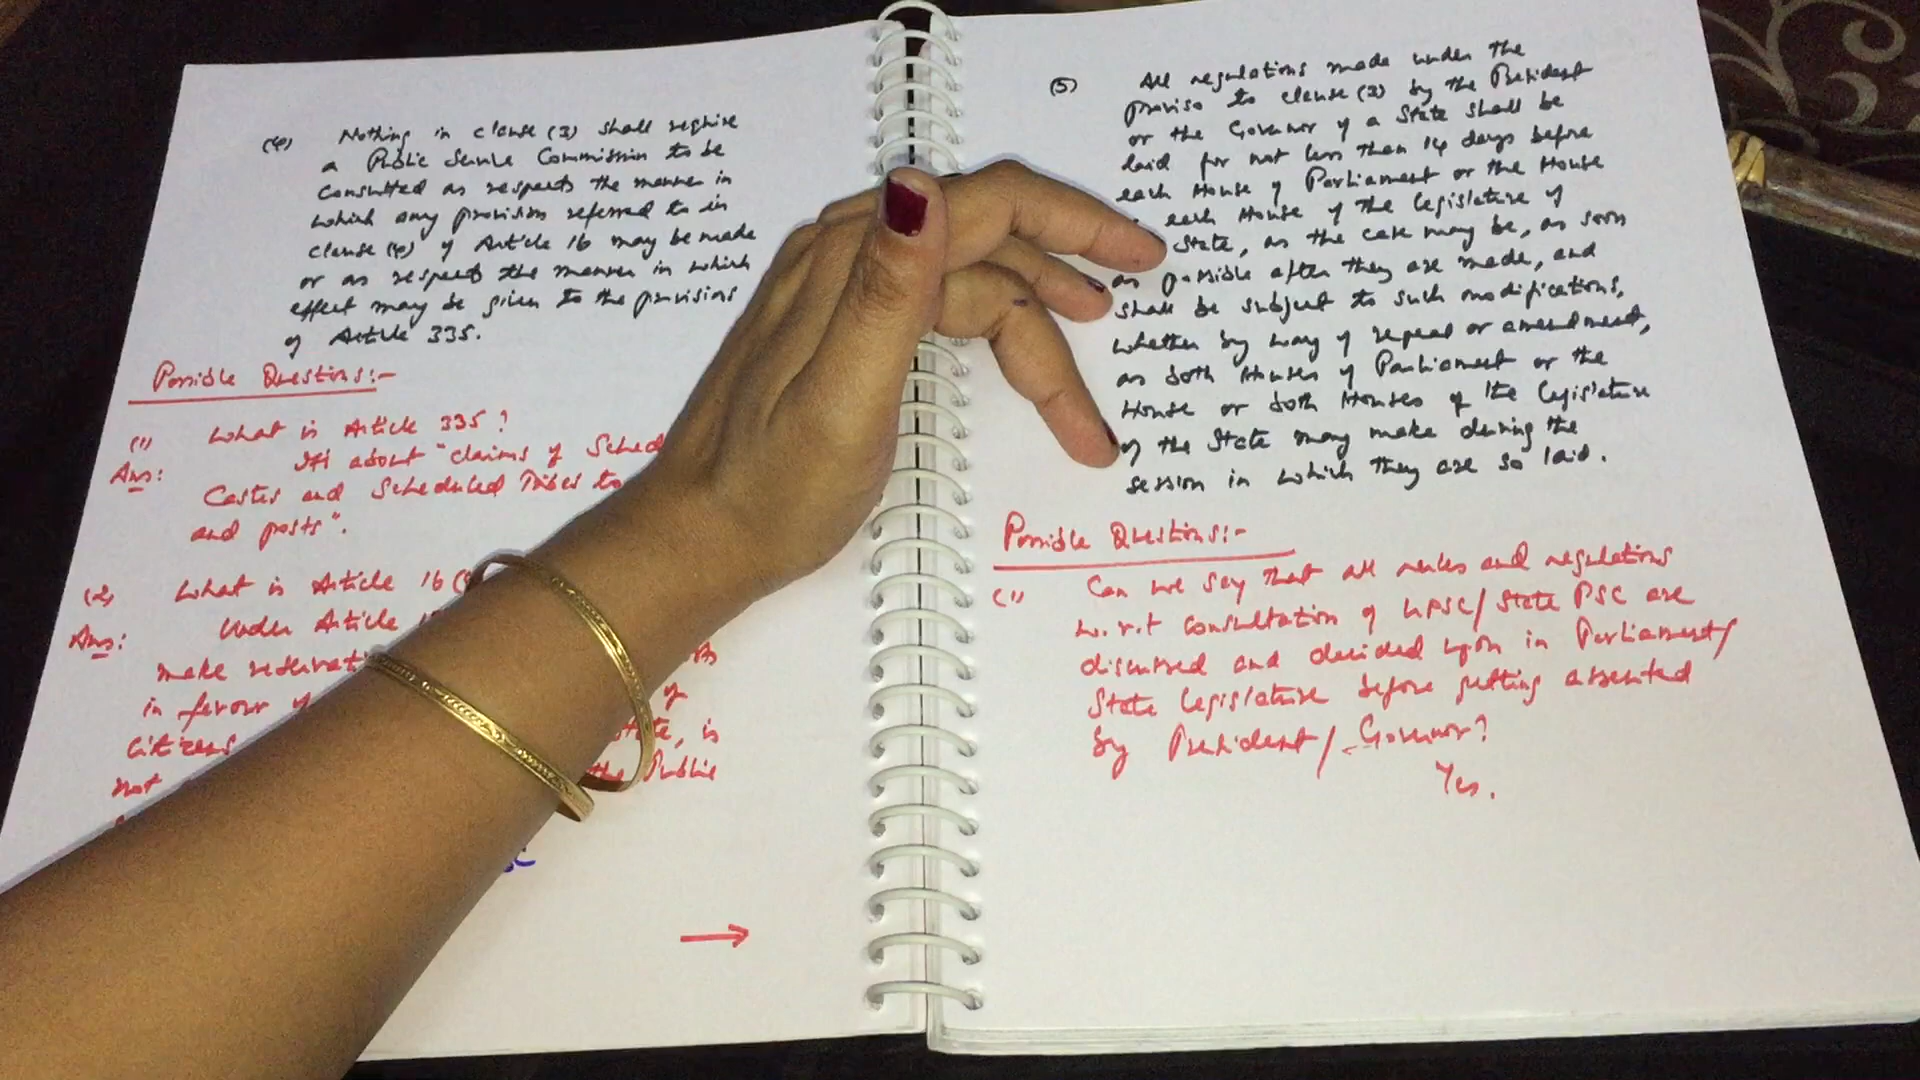 (4) Nothing in clause (3) shall require
a Public Service Commission to be
consulted as respects the manner in
which any provision referred to in
clause (4) of Article 16 may be made
or as respects the manner in which
effect may be given to the provisions
of Article 335.
Possible Questions:-
(1) What is Article 335?
Ans: It's about "claims of Sched
Castes and Scheduled Tribes to
and posts".
(2) What is Article 16 (
Ans: Under Article 1
make reservati
in favour of
citizens State, is
not the Public
(5) All regulations made under the
proviso to clause (3) by the President
or the Governor of a State shall be
laid for not less than 14 days before
each House of Parliament or the House
each House of the Legislature of
State, as the case may be, as soon
as possible after they are made, and
shall be subject to such modifications,
whether by way of repeal or amendment,
as both Houses of Parliament or the
House or both Houses of the Legislature
of the State may make during the
session in which they are so laid.
Possible Questions:-
(1) Can we say that all rules and regulations
w.r.t consultation of UPSC/State PSC are
discussed and decided upon in Parliament/
State Legislature before getting assented
by President/Governor?
Yes.